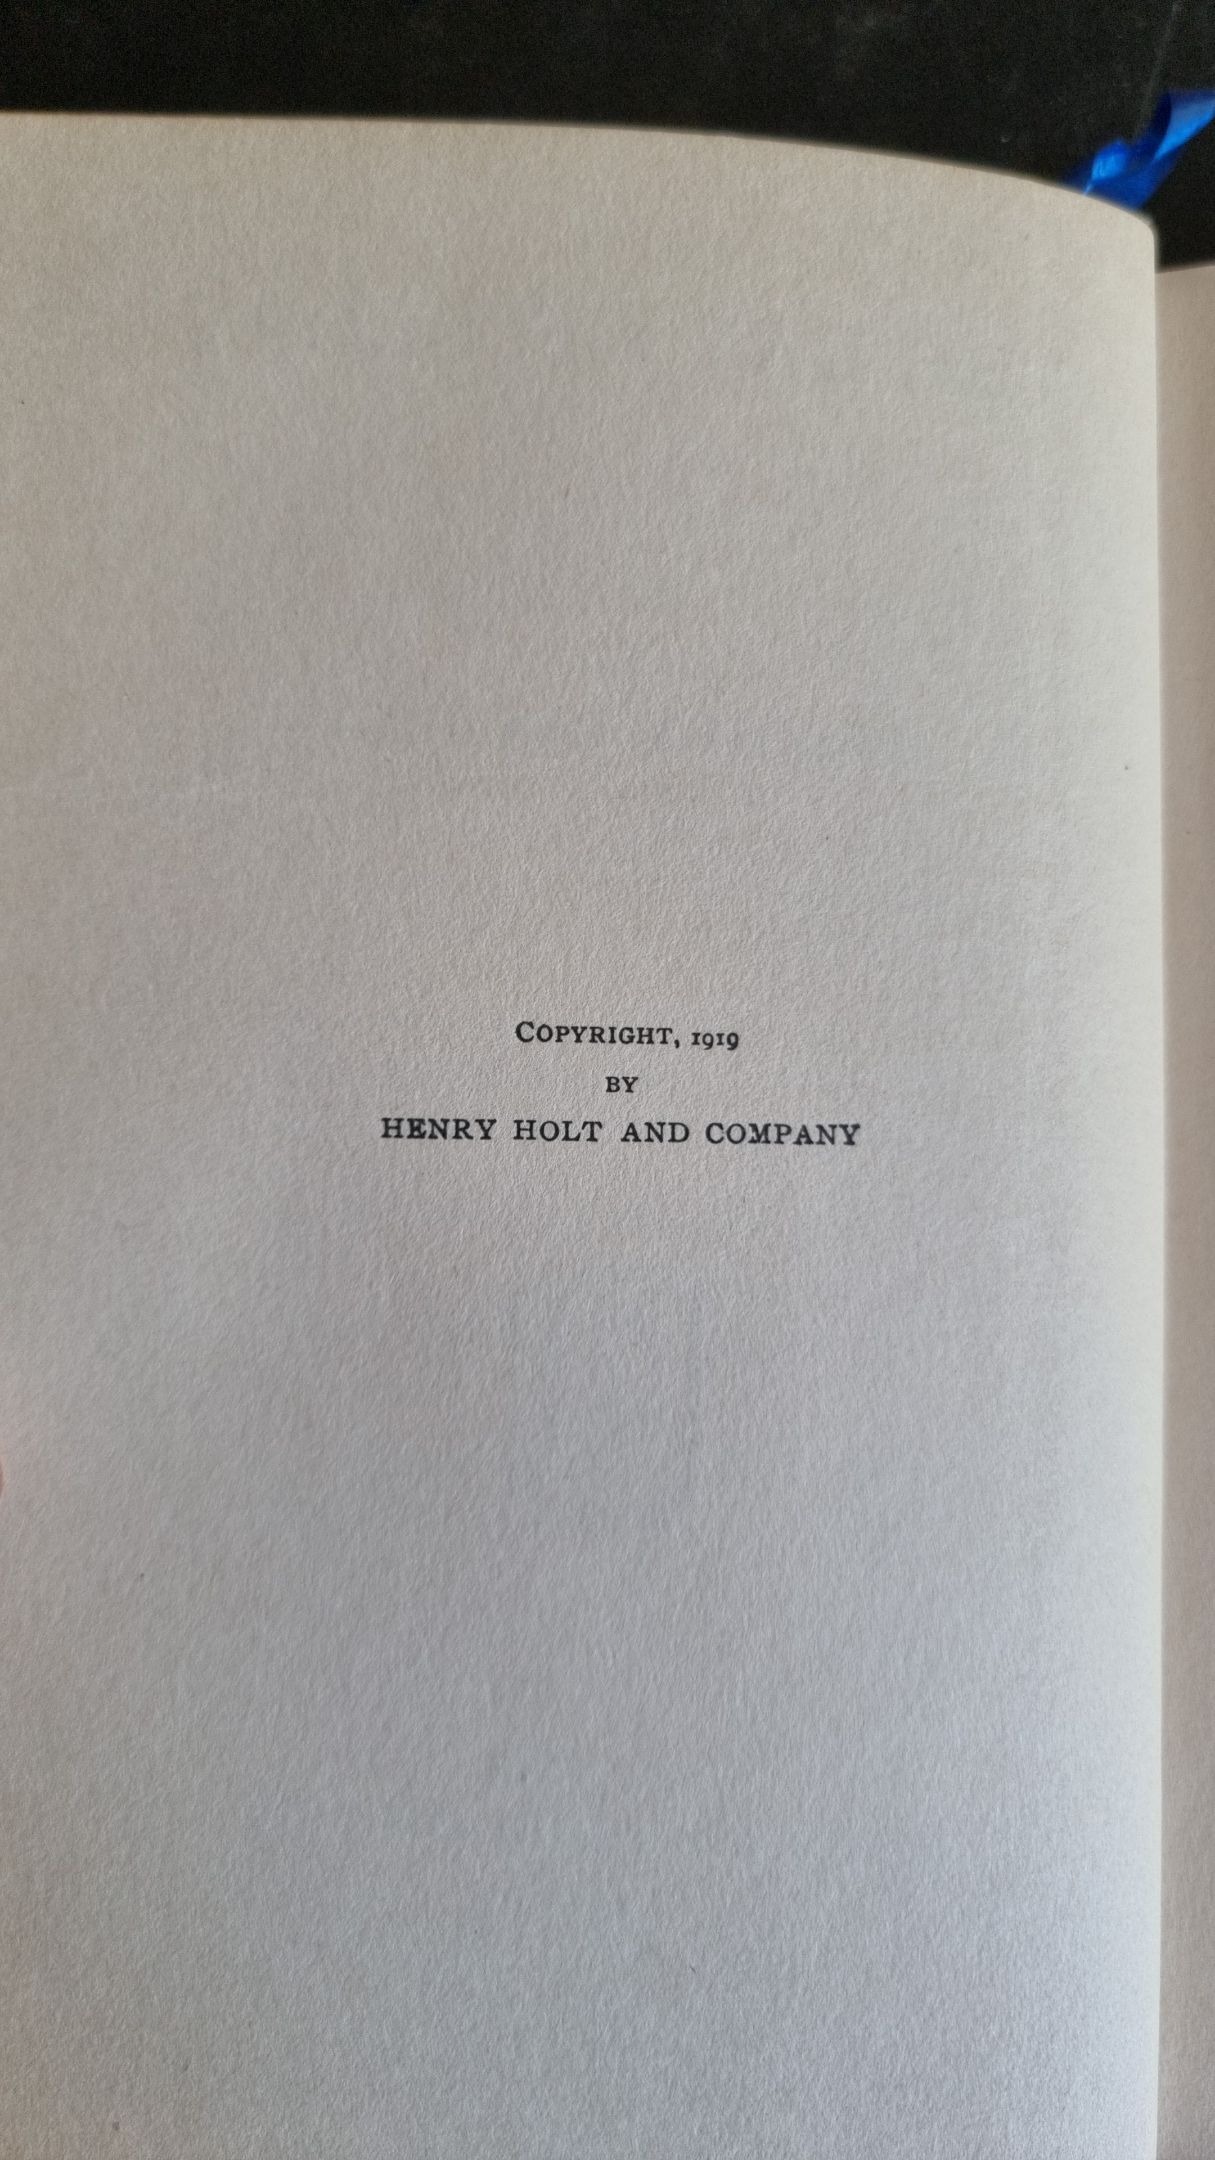 COPYRIGHT, 1919
BY
HENRY HOLT AND COMPANY